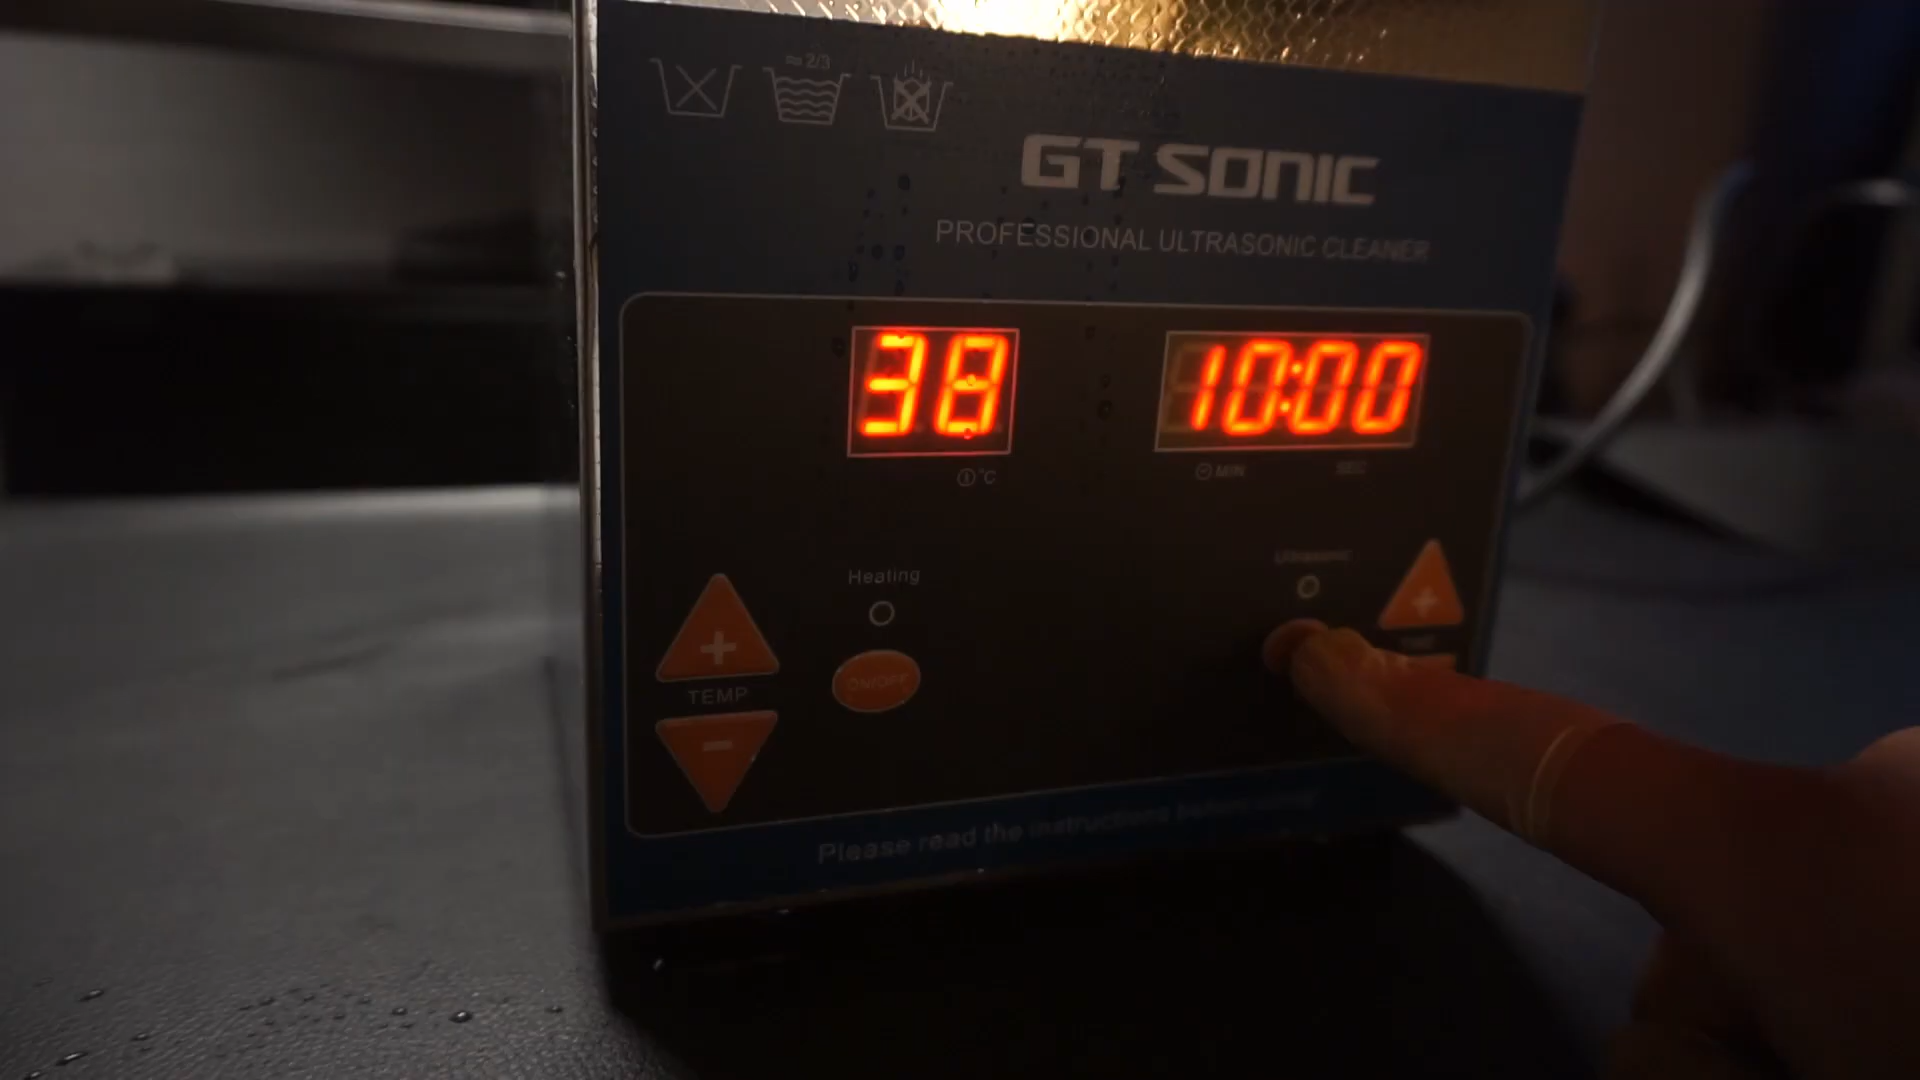 ≈ 2/3
GT SONIC
PROFESSIONAL ULTRASONIC CLEANER
38
10:00
°C
MIN
SEC
Heating
Ultrasonic
+
+
ON/OFF
TEMP
-
Please read the instructions before using